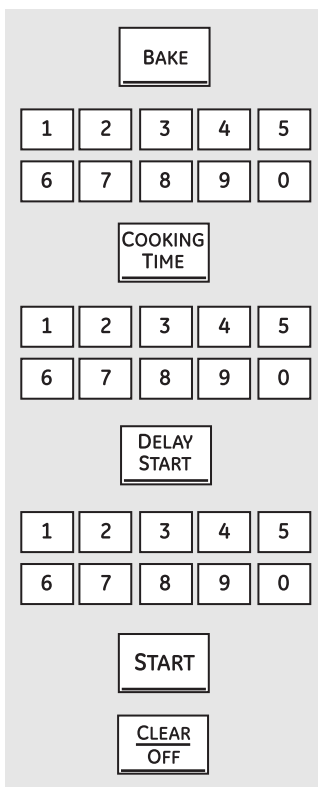 BAKE
1 2 3 4 5
6 7 8 9 0
COOKING
TIME
1 2 3 4 5
6 7 8 9 0
DELAY
START
1 2 3 4 5
6 7 8 9 0
START
CLEAR
OFF